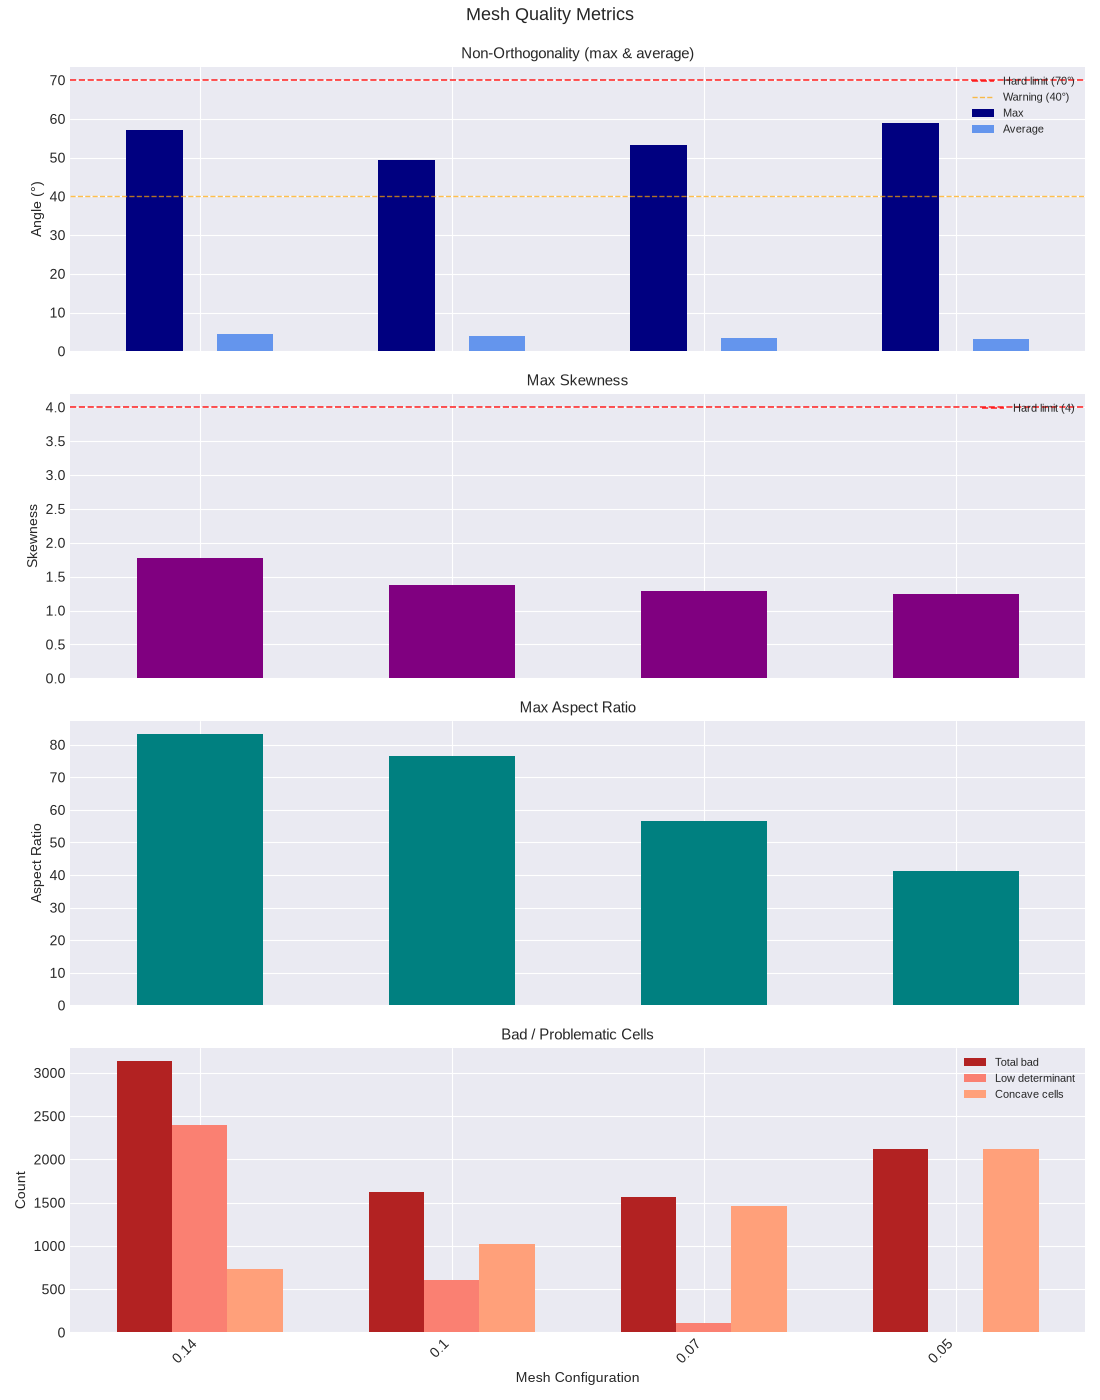 Mesh Quality Metrics
Non-Orthogonality (max & average)
70
60
50
40
30
20
10
0
Angle (°)
Hard limit (70°)
Warning (40°)
Max
Average
Max Skewness
4.0
3.5
3.0
2.5
2.0
1.5
1.0
0.5
0.0
Skewness
Hard limit (4)
Max Aspect Ratio
80
70
60
50
40
30
20
10
0
Aspect Ratio
Bad / Problematic Cells
3000
2500
2000
1500
1000
500
0
Count
Total bad
Low determinant
Concave cells
0.14
0.1
0.07
0.05
Mesh Configuration